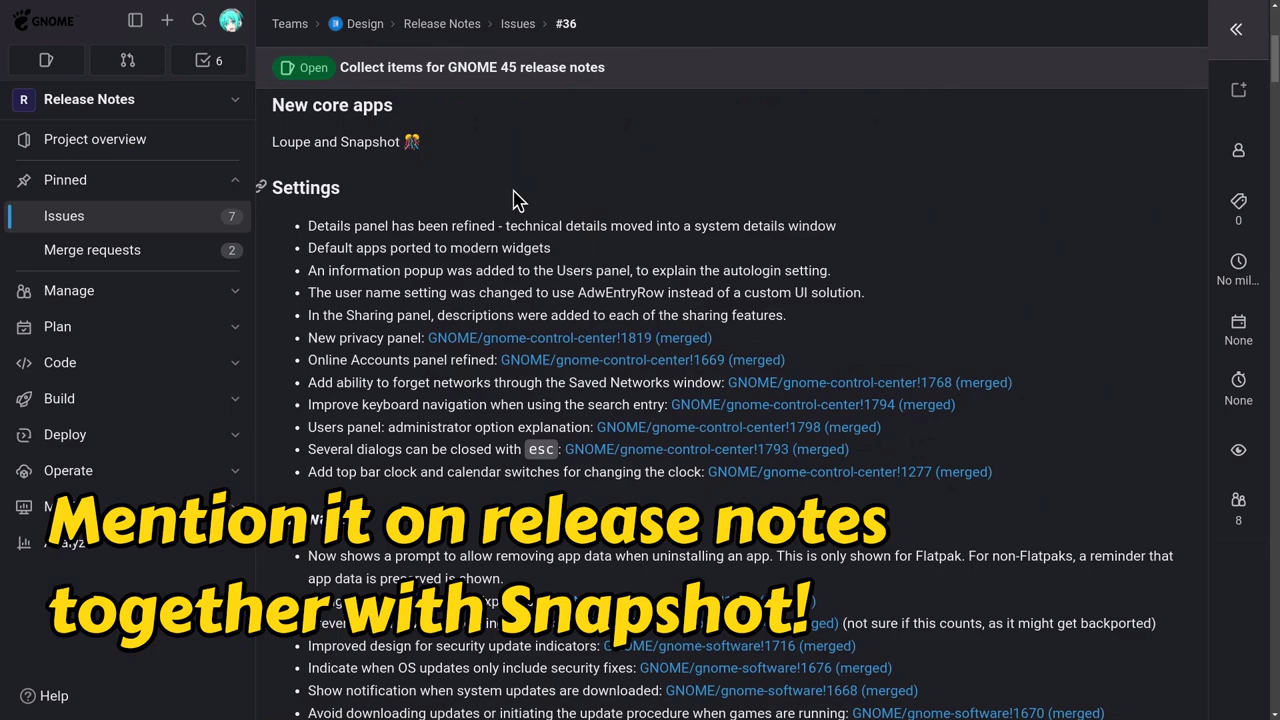 GNOME
Teams › Design › Release Notes › Issues › #36
6
Open Collect items for GNOME 45 release notes
R Release Notes
Project overview
Pinned
Issues 7
Merge requests 2
Manage
Plan
Code
Build
Deploy
Operate
Help
New core apps
Loupe and Snapshot 🎊
Settings
• Details panel has been refined - technical details moved into a system details window
• Default apps ported to modern widgets
• An information popup was added to the Users panel, to explain the autologin setting.
• The user name setting was changed to use AdwEntryRow instead of a custom UI solution.
• In the Sharing panel, descriptions were added to each of the sharing features.
• New privacy panel: GNOME/gnome-control-center!1819 (merged)
• Online Accounts panel refined: GNOME/gnome-control-center!1669 (merged)
• Add ability to forget networks through the Saved Networks window: GNOME/gnome-control-center!1768 (merged)
• Improve keyboard navigation when using the search entry: GNOME/gnome-control-center!1794 (merged)
• Users panel: administrator option explanation: GNOME/gnome-control-center!1798 (merged)
• Several dialogs can be closed with esc: GNOME/gnome-control-center!1793 (merged)
• Add top bar clock and calendar switches for changing the clock: GNOME/gnome-control-center!1277 (merged)
Mention it on release notes
together with Snapshot!
• Now shows a prompt to allow removing app data when uninstalling an app. This is only shown for Flatpak. For non-Flatpaks, a reminder that
app data is preserved is shown.
(not sure if this counts, as it might get backported)
• Improved design for security update indicators: GNOME/gnome-software!1716 (merged)
• Indicate when OS updates only include security fixes: GNOME/gnome-software!1676 (merged)
• Show notification when system updates are downloaded: GNOME/gnome-software!1668 (merged)
• Avoid downloading updates or initiating the update procedure when games are running: GNOME/gnome-software!1670 (merged)
0
No mil...
None
None
8